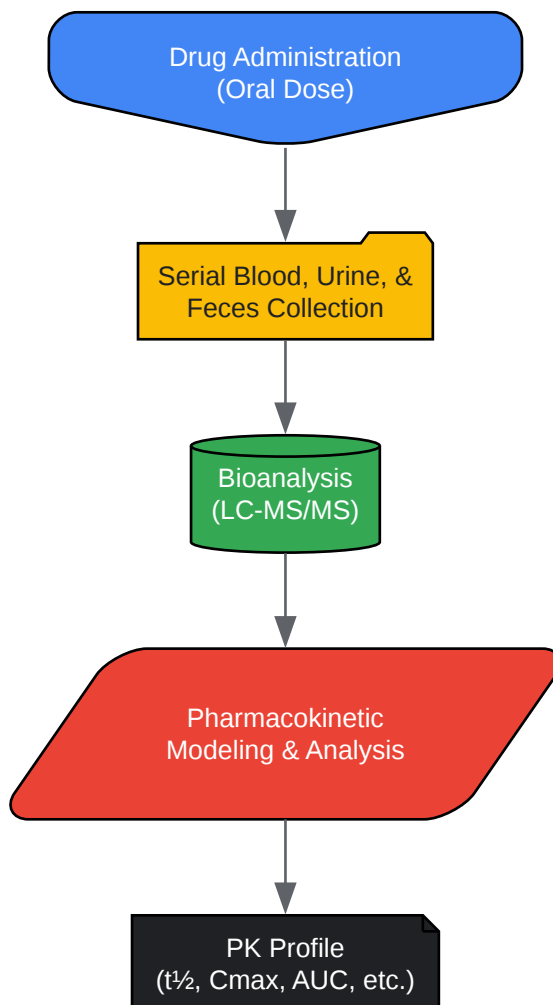 Drug Administration
(Oral Dose)
Serial Blood, Urine, &
Feces Collection
Bioanalysis
(LC-MS/MS)
Pharmacokinetic
Modeling & Analysis
PK Profile
(t½, Cmax, AUC, etc.)